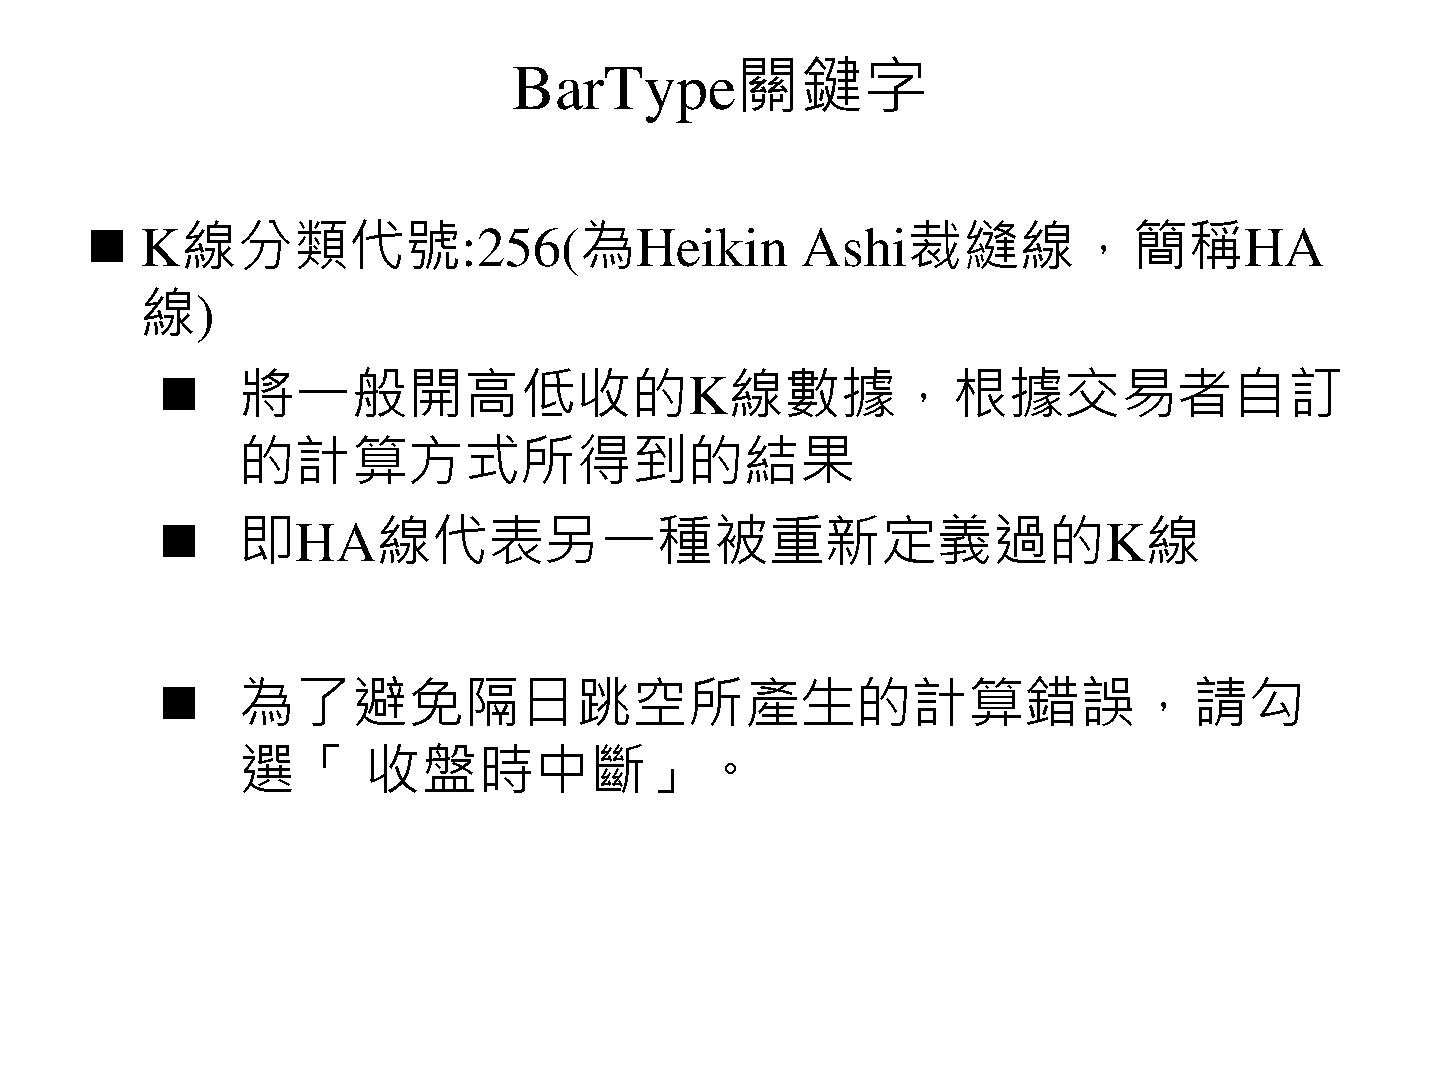 BarType關鍵字
■ K線分類代號:256(為Heikin Ashi裁縫線，簡稱HA
線)
■ 將一般開高低收的K線數據，根據交易者自訂
的計算方式所得到的結果
■ 即HA線代表另一種被重新定義過的K線
■ 為了避免隔日跳空所產生的計算錯誤，請勾
選「 收盤時中斷」。